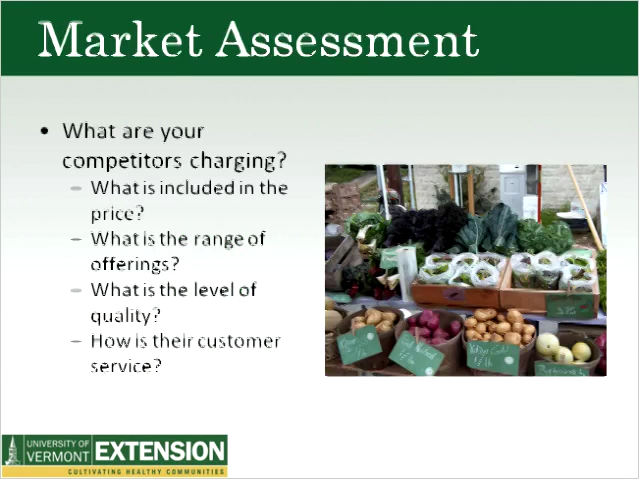 Market Assessment
• What are your
competitors charging?
– What is included in the
price?
– What is the range of
offerings?
– What is the level of
quality?
– How is their customer
service?
UNIVERSITY OF
VERMONT EXTENSION
CULTIVATING HEALTHY COMMUNITIES